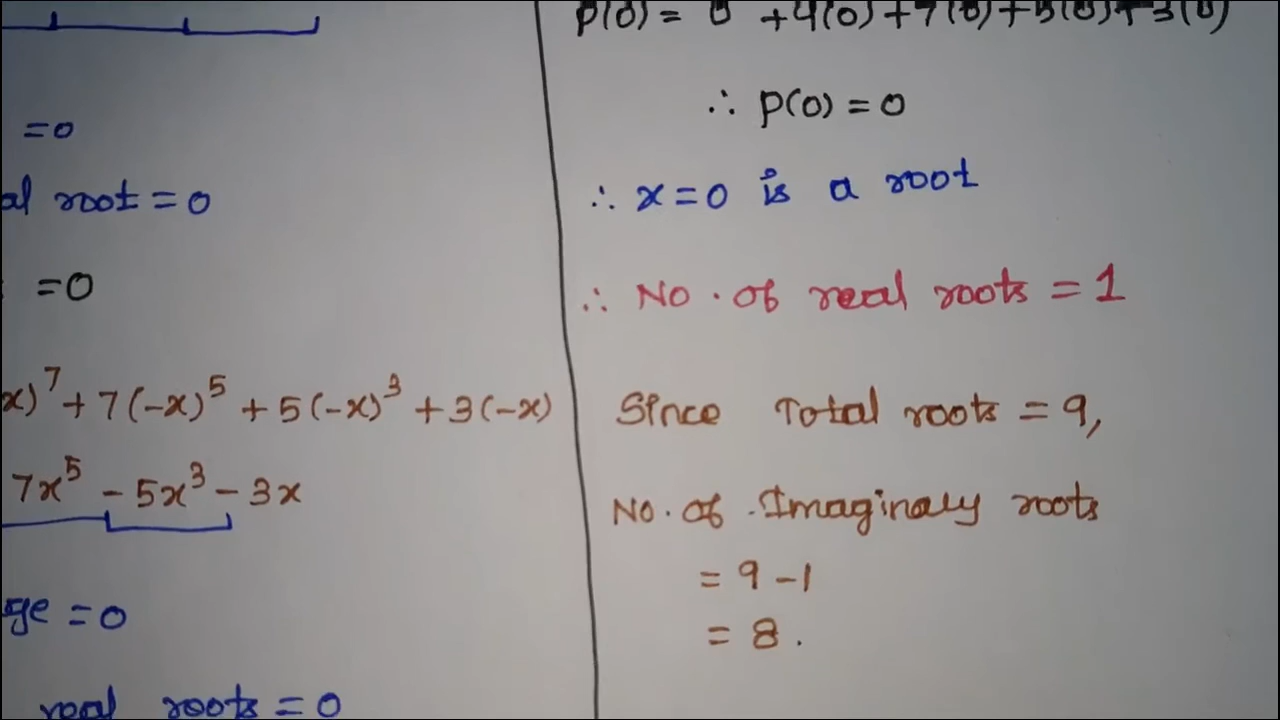 =0
al root = 0
= 0
x)⁷ + 7(-x)⁵ + 5(-x)³ + 3(-x)
7x⁵ - 5x³ - 3x
ge = 0
real roots = 0
p(0) = 0 + 4(0) + 7(0) + 5(0) + 3(0)
∴ p(0) = 0
∴ x = 0 is a root
∴ No. of real roots = 1
Since Total roots = 9,
No. of Imaginary roots
= 9 - 1
= 8.